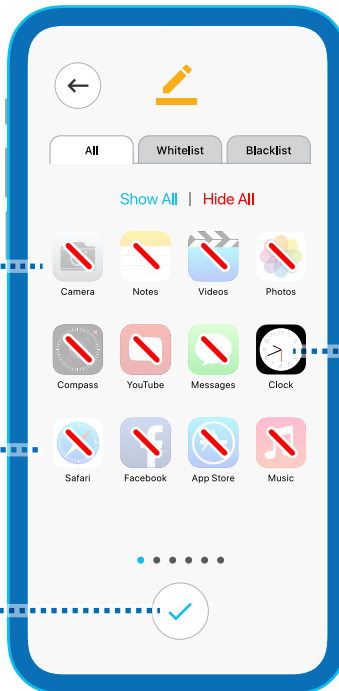 All Whitelist Blacklist
Show All | Hide All
Camera Notes Videos Photos
Compass YouTube Messages Clock
Safari Facebook App Store Music